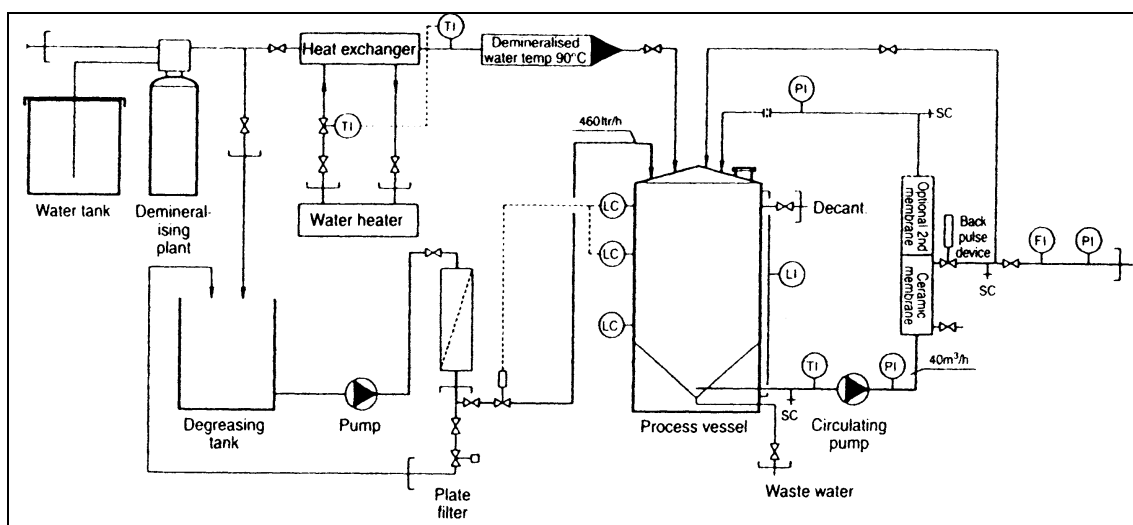 TI
Heat exchanger
Demineralised
water temp 90°C
PI
SC
TI
460 ltr/h
Water tank
Demineral-
ising
plant
Water heater
LC
Decant.
Optional 2nd
membrane
Back
pulse
device
FI
PI
LC
LI
SC
Ceramic
membrane
LC
TI
PI
40m³/h
SC
Degreasing
tank
Pump
Process vessel
Circulating
pump
Plate
filter
Waste water